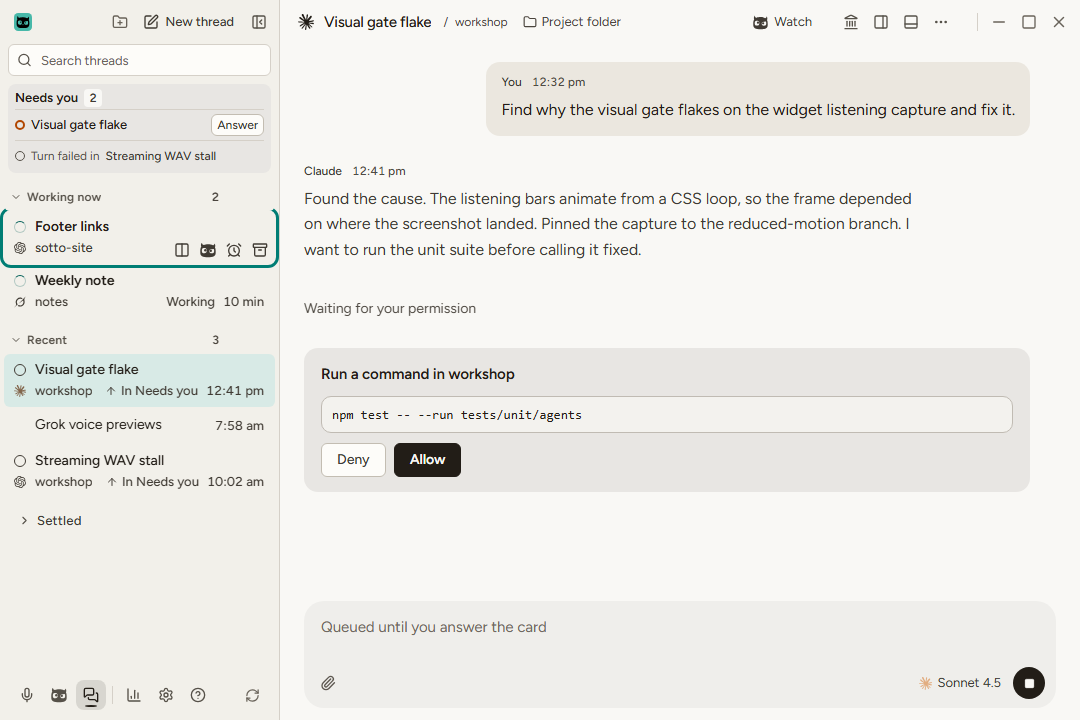 New thread
Search threads
Needs you 2
Visual gate flake Answer
Turn failed in Streaming WAV stall
Working now 2
Footer links
sotto-site
Weekly note
notes Working 10 min
Recent 3
Visual gate flake
workshop ↑ In Needs you 12:41 pm
Grok voice previews 7:58 am
Streaming WAV stall
workshop ↑ In Needs you 10:02 am
Settled
Visual gate flake / workshop Project folder Watch
You 12:32 pm
Find why the visual gate flakes on the widget listening capture and fix it.
Claude 12:41 pm
Found the cause. The listening bars animate from a CSS loop, so the frame depended
on where the screenshot landed. Pinned the capture to the reduced-motion branch. I
want to run the unit suite before calling it fixed.
Waiting for your permission
Run a command in workshop
npm test -- --run tests/unit/agents
Deny Allow
Queued until you answer the card
Sonnet 4.5